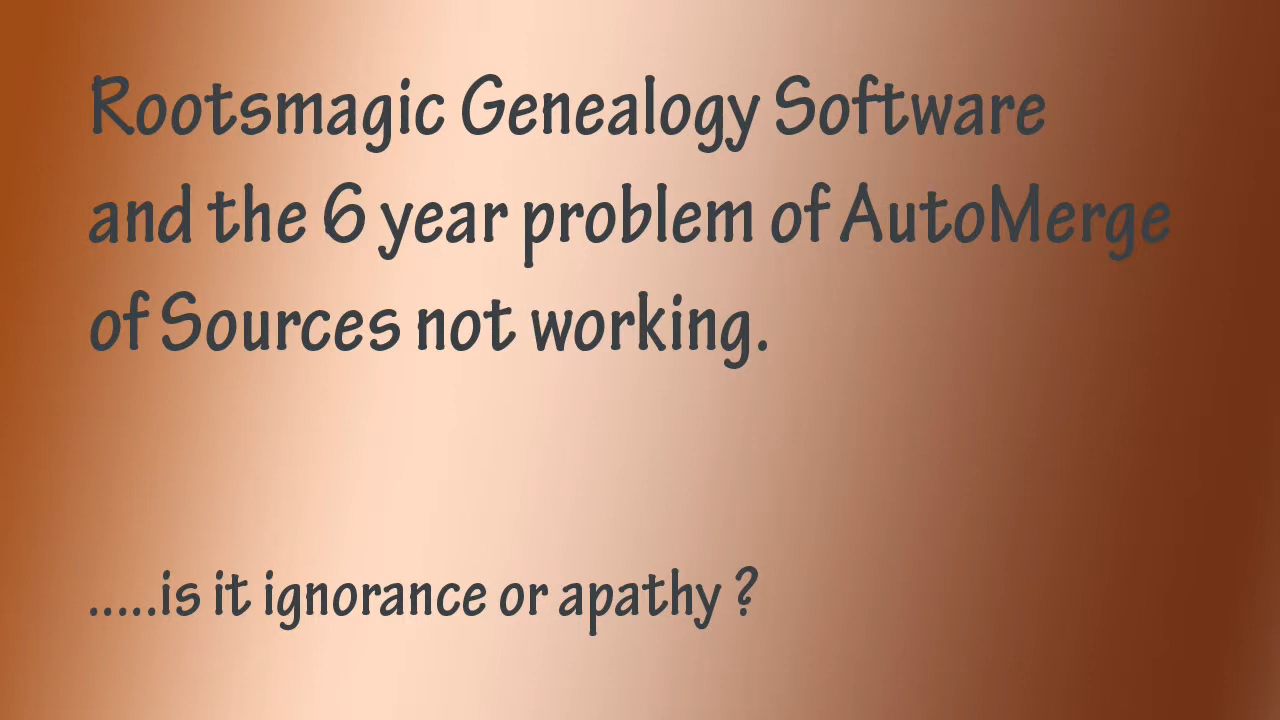 Rootsmagic Genealogy Software
and the 6 year problem of AutoMerge
of Sources not working.
.....is it ignorance or apathy ?